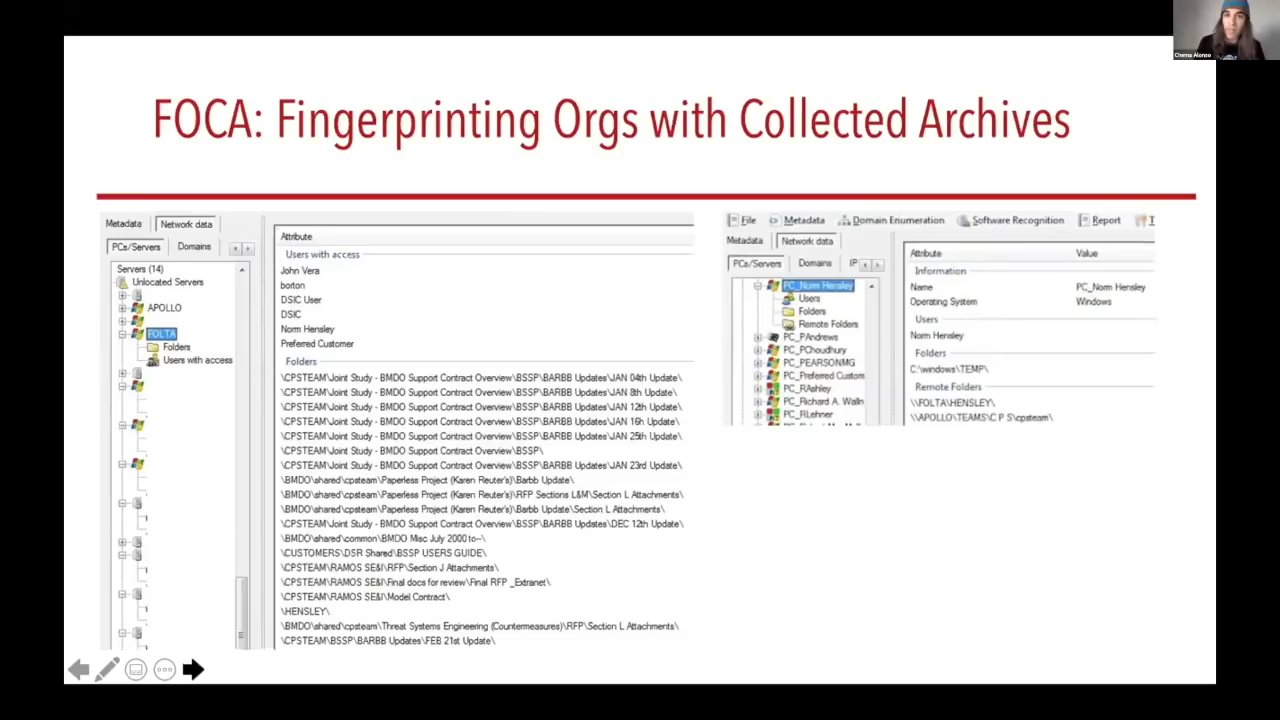 Chema Alonso
FOCA: Fingerprinting Orgs with Collected Archives
Metadata
Network data
PCs/Servers
Domains
Servers (14)
Unlocated Servers
APOLLO
FOLTA
Folders
Users with access
Attribute
Users with access
John Vera
borton
DSIC User
DSIC
Norm Hensley
Preferred Customer
Folders
\CPSTEAM\Joint Study - BMDO Support Contract Overview\BSSP\BARBB Updates\JAN 04th Update\
\CPSTEAM\Joint Study - BMDO Support Contract Overview\BSSP\BARBB Updates\JAN 8th Update\
\CPSTEAM\Joint Study - BMDO Support Contract Overview\BSSP\BARBB Updates\JAN 12th Update\
\CPSTEAM\Joint Study - BMDO Support Contract Overview\BSSP\BARBB Updates\JAN 16h Update\
\CPSTEAM\Joint Study - BMDO Support Contract Overview\BSSP\BARBB Updates\JAN 25th Update\
\CPSTEAM\Joint Study - BMDO Support Contract Overview\BSSP\
\CPSTEAM\Joint Study - BMDO Support Contract Overview\BSSP\BARBB Updates\JAN 23rd Update\
\BMDO\shared\cpsteam\Paperless Project (Karen Reuter's)\Barbb Update\
\BMDO\shared\cpsteam\Paperless Project (Karen Reuter's)\RFP Sections L&M\Section L Attachments\
\BMDO\shared\cpsteam\Paperless Project (Karen Reuter's)\Barbb Update\Section L Attachments\
\CPSTEAM\Joint Study - BMDO Support Contract Overview\BSSP\BARBB Updates\DEC 12th Update\
\BMDO\shared\common\BMDO Misc July 2000 to--\
\CUSTOMERS\DSR Shared\BSSP USERS GUIDE\
\CPSTEAM\RAMOS SE&I\RFP\Section J Attachments\
\CPSTEAM\RAMOS SE&I\Final docs for review\Final RFP _Extranet\
\CPSTEAM\RAMOS SE&I\Model Contract\
\HENSLEY\
\BMDO\shared\cpsteam\Threat Systems Engineering (Countermeasures)\RFP\Section L Attachments\
\CPSTEAM\BSSP\BARBB Updates\FEB 21st Update\
File Metadata Domain Enumeration Software Recognition Report T
Metadata
Network data
PCs/Servers
Domains
IP
PC_Norm Hensley
Users
Folders
Remote Folders
PC_PAndrews
PC_PChoudhury
PC_PEARSONMG
PC_Preferred Custom
PC_RAshley
PC_Richard A. Walln
PC_RLehner
Attribute Value
Information
Name PC_Norm Hensley
Operating System Windows
Users
Norm Hensley
Folders
C:\windows\TEMP\
Remote Folders
\\FOLTA\HENSLEY\
\\APOLLO\TEAMS\C P S\cpsteam\